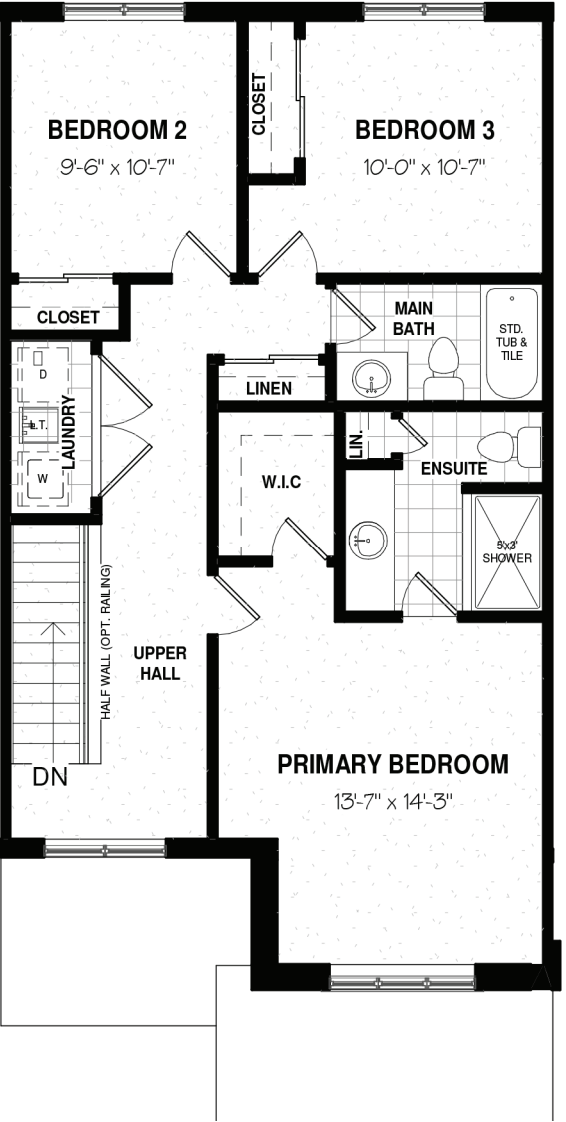 CLOSET
BEDROOM 2
9'-6" x 10'-7"
BEDROOM 3
10'-0" x 10'-7"
CLOSET
MAIN
BATH
STD.
TUB &
TILE
LINEN
D
L.T.
W
LAUNDRY
LIN.
ENSUITE
W.I.C
5'x3'
SHOWER
HALF WALL (OPT. RAILING)
UPPER
HALL
DN
PRIMARY BEDROOM
13'-7" x 14'-3"